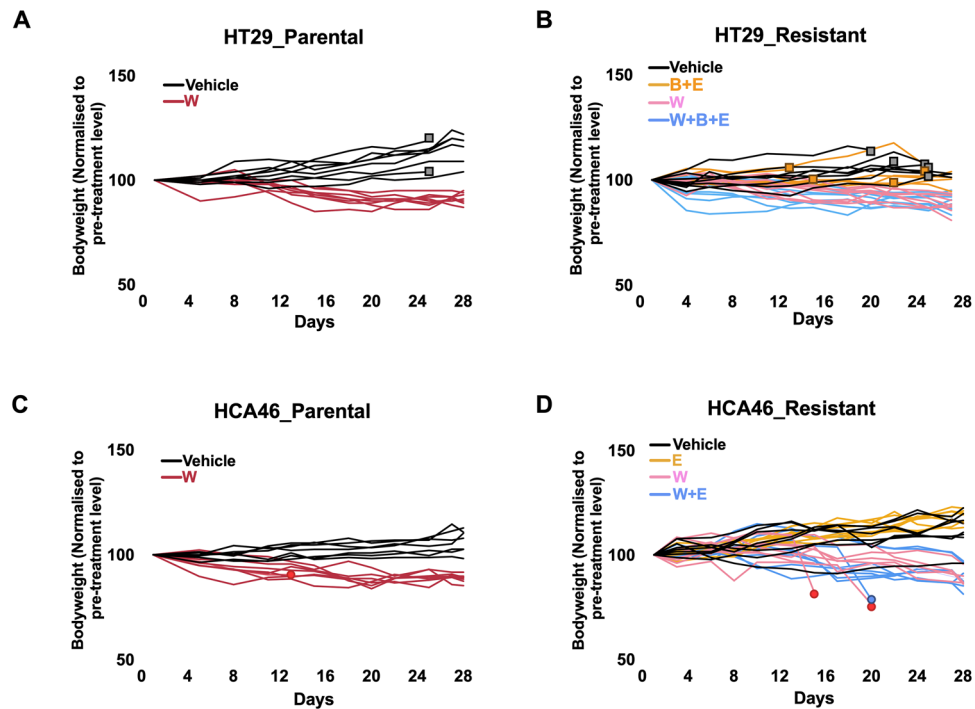 A
HT29_Parental
Bodyweight (Normalised to
pre-treatment level)
150
100
50
Vehicle
W
0 4 8 12 16 20 24 28
Days
B
HT29_Resistant
Bodyweight (Normalised to
pre-treatment level)
150
100
50
Vehicle
B+E
W
W+B+E
0 4 8 12 16 20 24 28
Days
C
HCA46_Parental
Bodyweight (Normalised to
pre-treatment level)
150
100
50
Vehicle
W
0 4 8 12 16 20 24 28
Days
D
HCA46_Resistant
Bodyweight (Normalised to
pre-treatment level)
150
100
50
Vehicle
E
W
W+E
0 4 8 12 16 20 24 28
Days